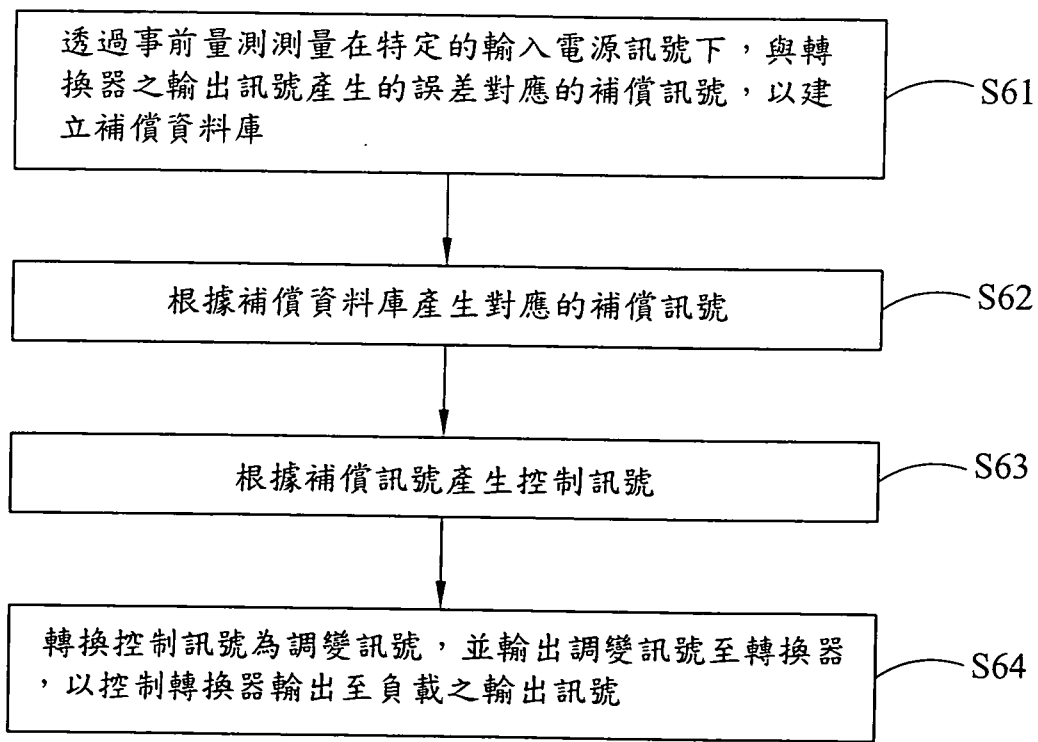 透過事前量測測量在特定的輸入電源訊號下，與轉
換器之輸出訊號產生的誤差對應的補償訊號，以建
立補償資料庫
S61
根據補償資料庫產生對應的補償訊號
S62
根據補償訊號產生控制訊號
S63
轉換控制訊號為調變訊號，並輸出調變訊號至轉換器
，以控制轉換器輸出至負載之輸出訊號
S64